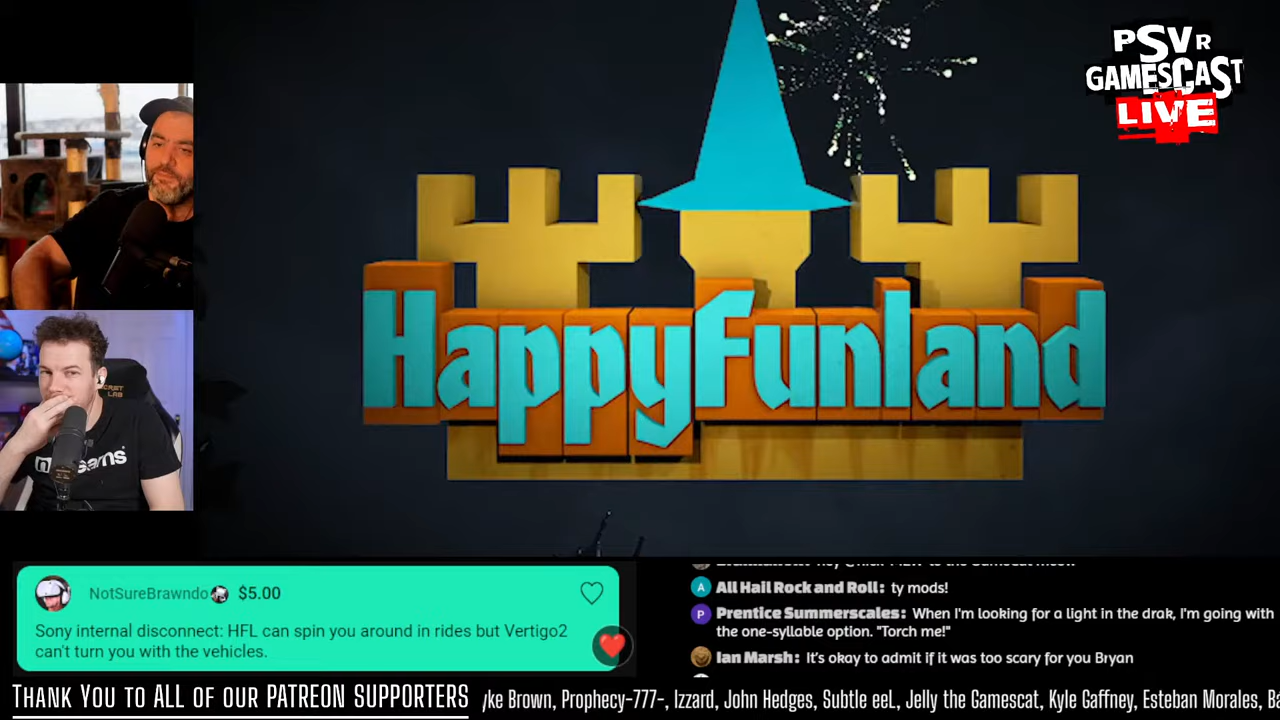 PSVR
GAMESCAST
LIVE
HappyFunland
NotSureBrawndo $5.00
Sony internal disconnect: HFL can spin you around in rides but Vertigo2
can't turn you with the vehicles.
A All Hail Rock and Roll: ty mods!
P Prentice Summerscales: When I'm looking for a light in the drak, I'm going with
the one-syllable option. "Torch me!"
Ian Marsh: It's okay to admit if it was too scary for you Bryan
THANK YOU TO ALL OF OUR PATREON SUPPORTERS
yke Brown, Prophecy-777-, Izzard, John Hedges, Subtle eeL, Jelly the Gamescat, Kyle Gaffney, Esteban Morales, Ba